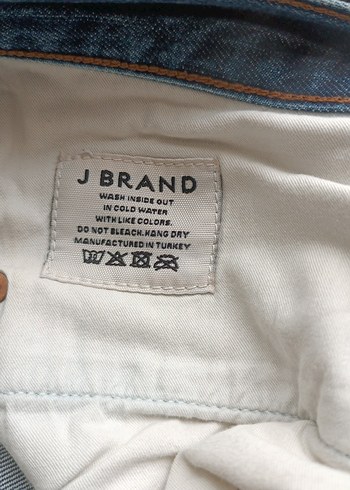 J BRAND
WASH INSIDE OUT
IN COLD WATER
WITH LIKE COLORS.
DO NOT BLEACH.HANG DRY
MANUFACTURED IN TURKEY